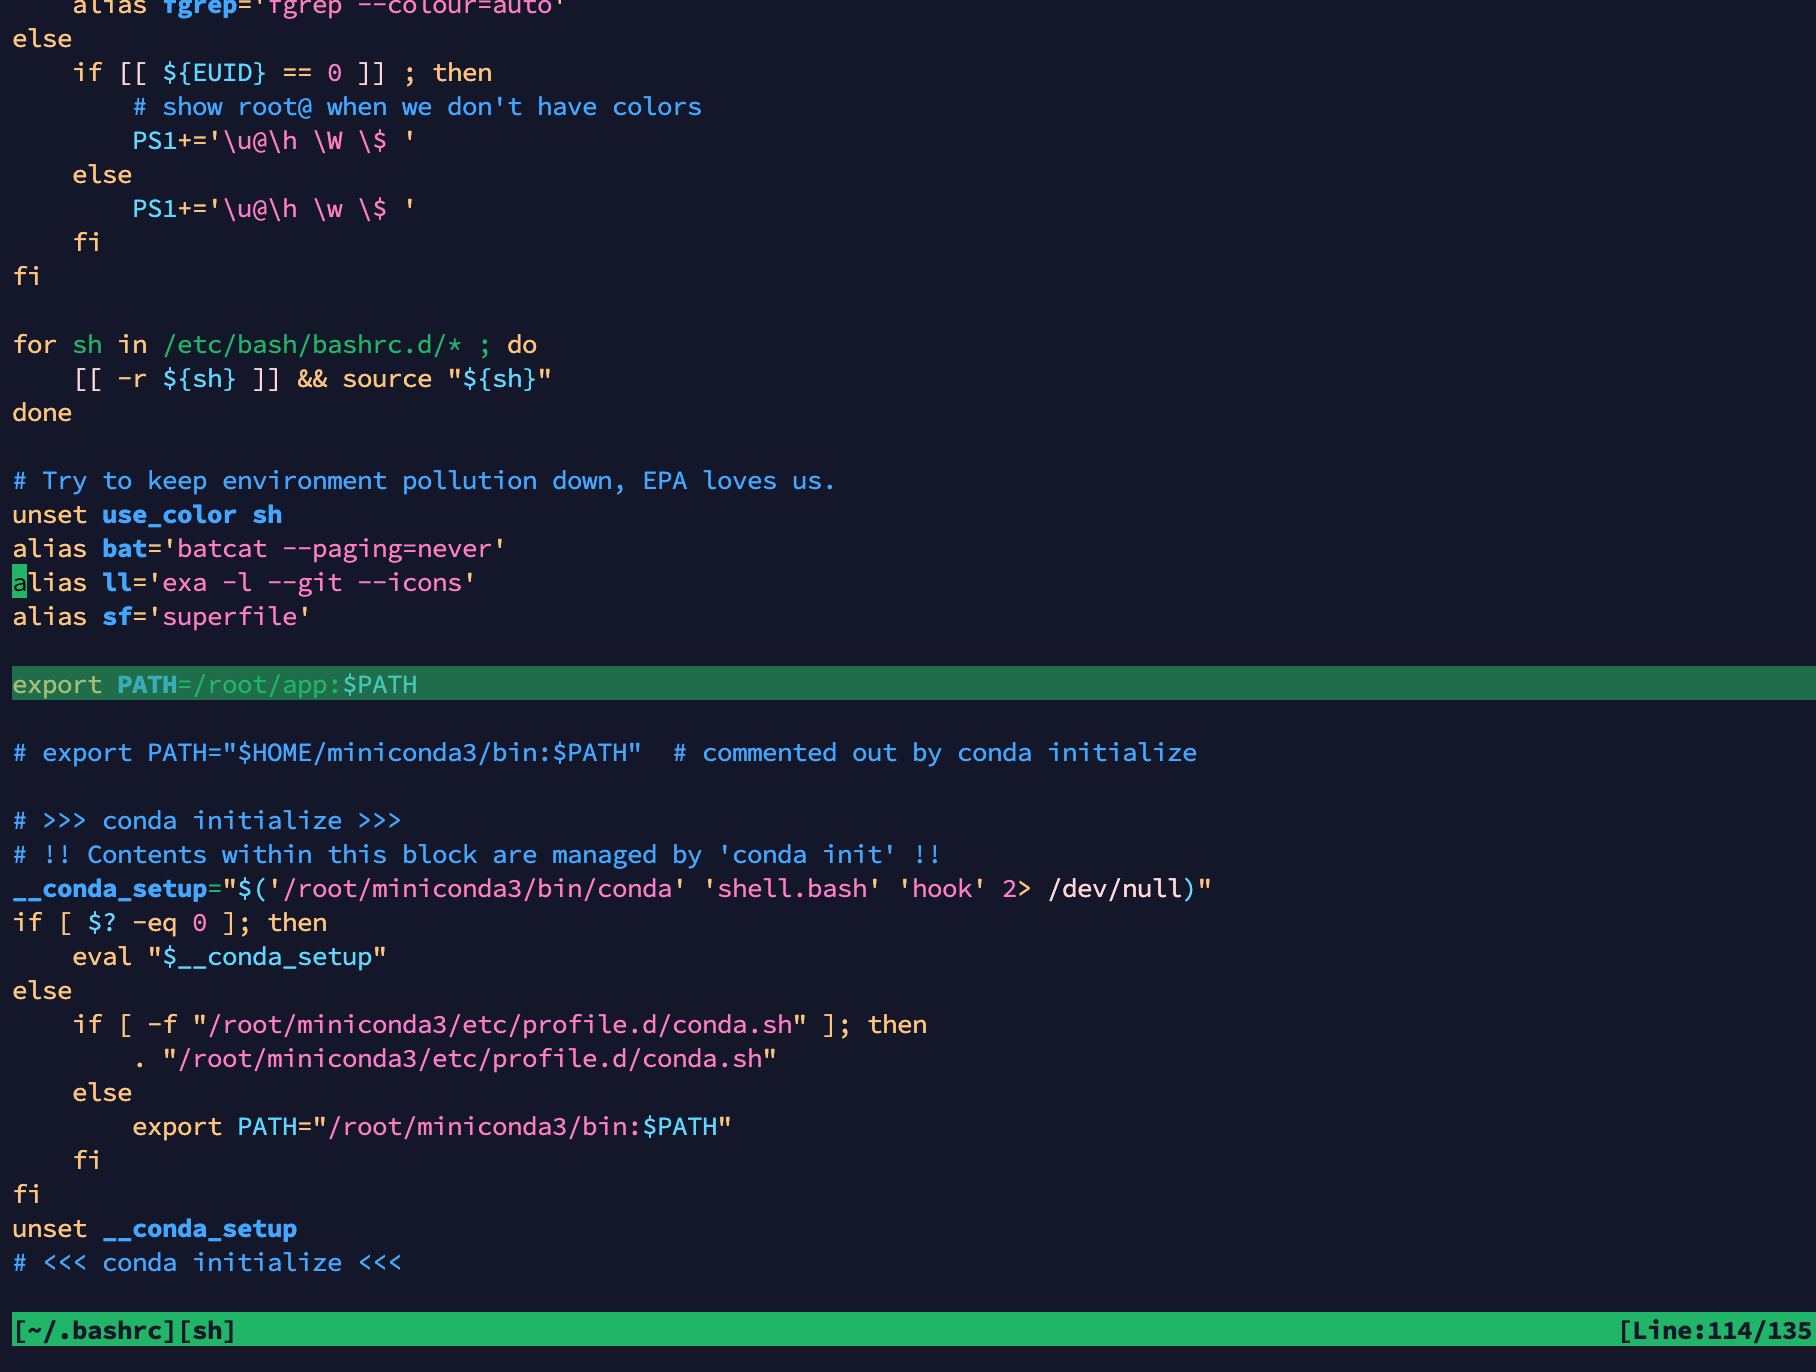 alias fgrep='fgrep --colour=auto'
else
    if [[ ${EUID} == 0 ]] ; then
        # show root@ when we don't have colors
        PS1+='\u@\h \W \$ '
    else
        PS1+='\u@\h \w \$ '
    fi
fi

for sh in /etc/bash/bashrc.d/* ; do
    [[ -r ${sh} ]] && source "${sh}"
done

# Try to keep environment pollution down, EPA loves us.
unset use_color sh
alias bat='batcat --paging=never'
alias ll='exa -l --git --icons'
alias sf='superfile'

export PATH=/root/app:$PATH

# export PATH="$HOME/miniconda3/bin:$PATH"  # commented out by conda initialize

# >>> conda initialize >>>
# !! Contents within this block are managed by 'conda init' !!
__conda_setup="$('/root/miniconda3/bin/conda' 'shell.bash' 'hook' 2> /dev/null)"
if [ $? -eq 0 ]; then
    eval "$__conda_setup"
else
    if [ -f "/root/miniconda3/etc/profile.d/conda.sh" ]; then
        . "/root/miniconda3/etc/profile.d/conda.sh"
    else
        export PATH="/root/miniconda3/bin:$PATH"
    fi
fi
unset __conda_setup
# <<< conda initialize <<<

[~/.bashrc][sh] [Line:114/135